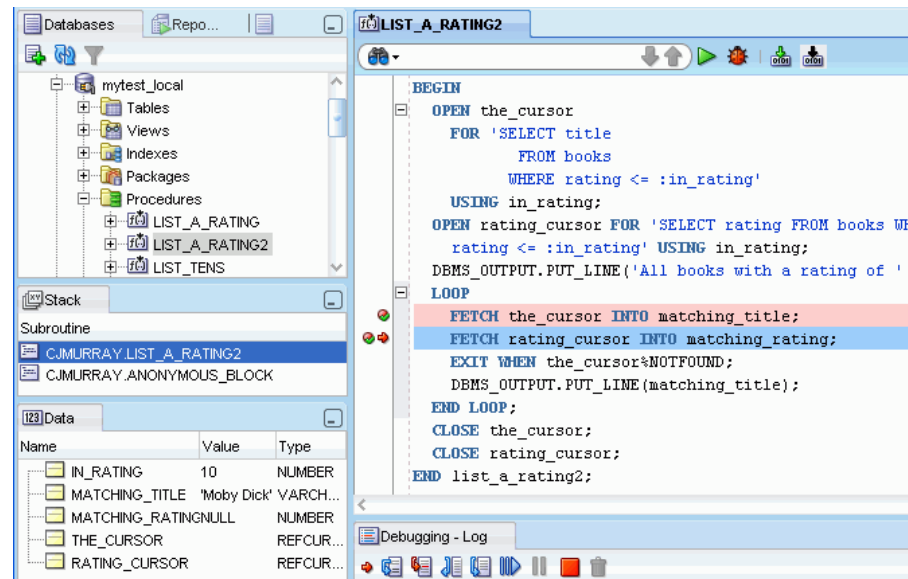 Databases
Repo...
mytest_local
Tables
Views
Indexes
Packages
Procedures
LIST_A_RATING
LIST_A_RATING2
LIST_TENS
Stack
Subroutine
CJMURRAY.LIST_A_RATING2
CJMURRAY.ANONYMOUS_BLOCK
Data
Name Value Type
IN_RATING 10 NUMBER
MATCHING_TITLE 'Moby Dick' VARCH...
MATCHING_RATINGNULL NUMBER
THE_CURSOR REFCUR...
RATING_CURSOR REFCUR...
LIST_A_RATING2
BEGIN
OPEN the_cursor
FOR 'SELECT title
FROM books
WHERE rating <= :in_rating'
USING in_rating;
OPEN rating_cursor FOR 'SELECT rating FROM books WH
rating <= :in_rating' USING in_rating;
DBMS_OUTPUT.PUT_LINE('All books with a rating of '
LOOP
FETCH the_cursor INTO matching_title;
FETCH rating_cursor INTO matching_rating;
EXIT WHEN the_cursor%NOTFOUND;
DBMS_OUTPUT.PUT_LINE(matching_title);
END LOOP;
CLOSE the_cursor;
CLOSE rating_cursor;
END list_a_rating2;
Debugging - Log